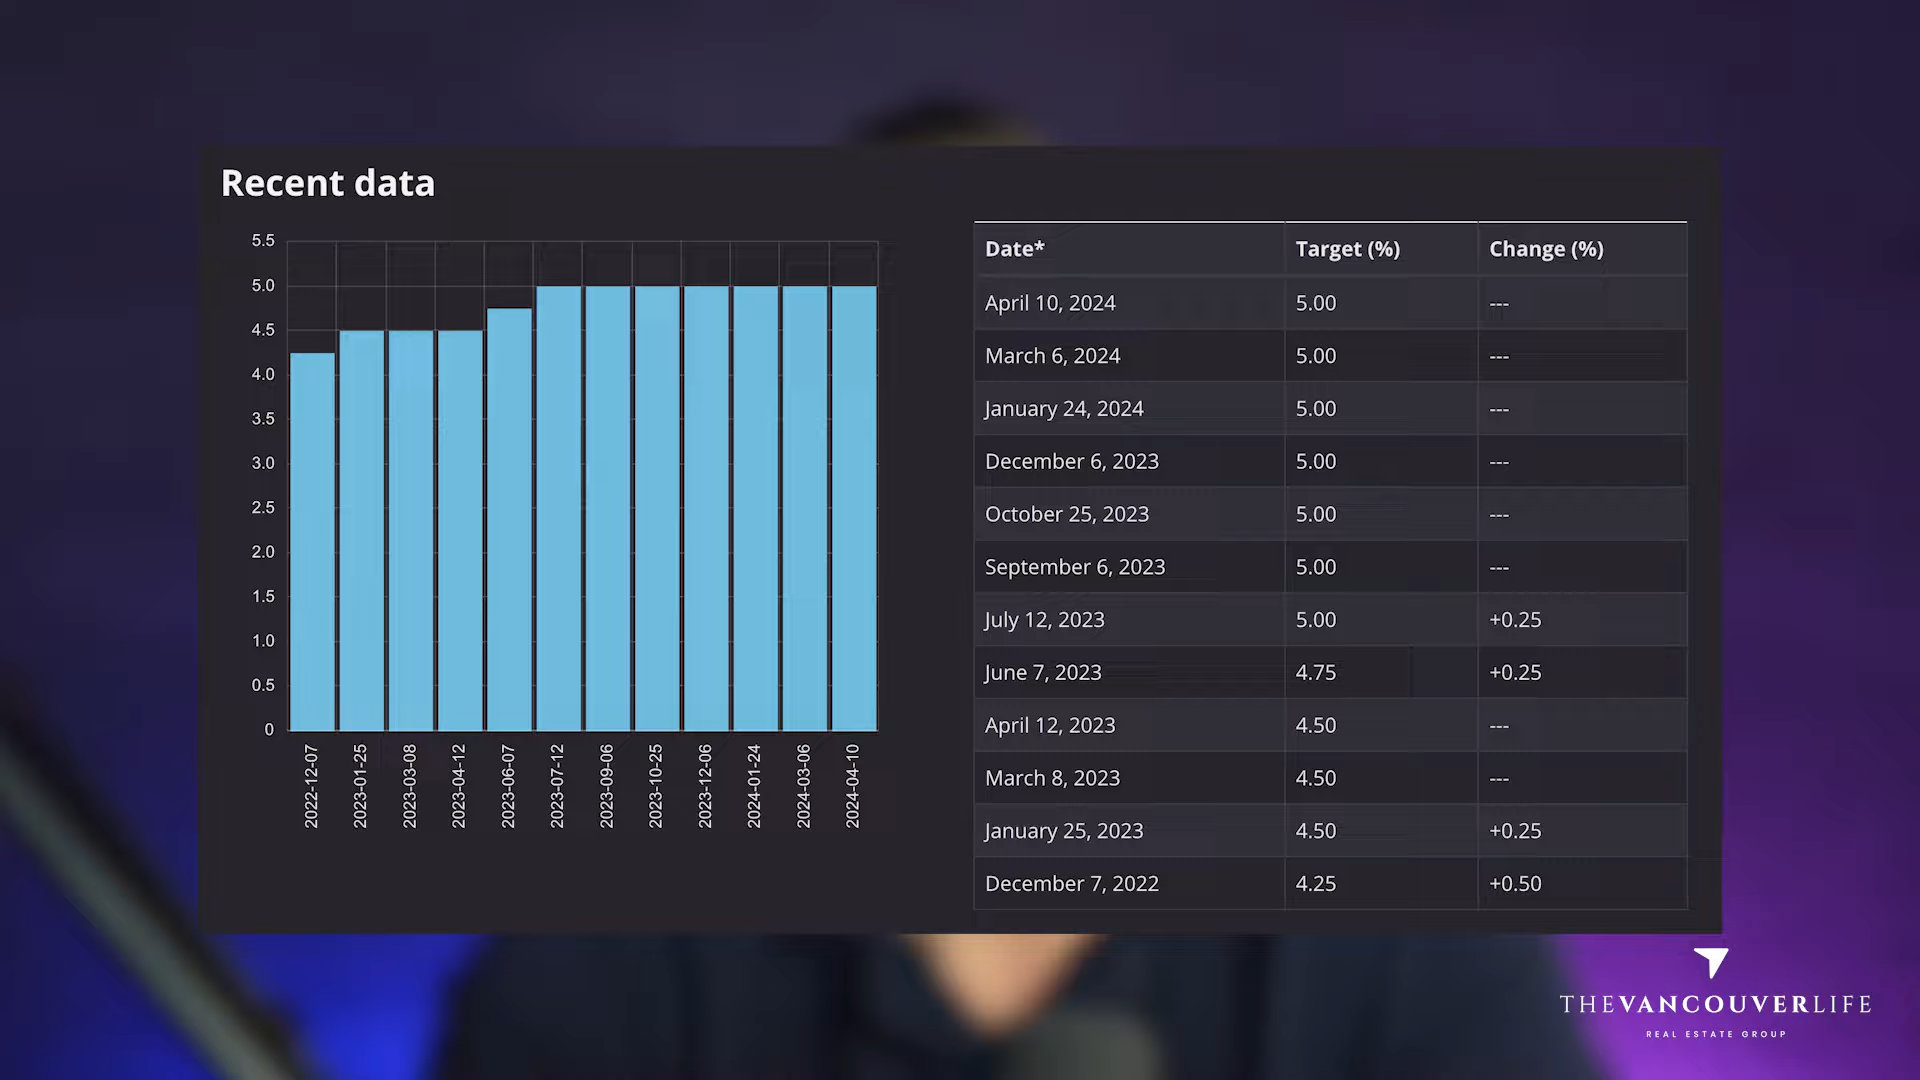 Recent data
5.5
5.0
4.5
4.0
3.5
3.0
2.5
2.0
1.5
1.0
0.5
0
2022-12-07
2023-01-25
2023-03-08
2023-04-12
2023-06-07
2023-07-12
2023-09-06
2023-10-25
2023-12-06
2024-01-24
2024-03-06
2024-04-10
Date* Target (%) Change (%)
April 10, 2024 5.00 ---
March 6, 2024 5.00 ---
January 24, 2024 5.00 ---
December 6, 2023 5.00 ---
October 25, 2023 5.00 ---
September 6, 2023 5.00 ---
July 12, 2023 5.00 +0.25
June 7, 2023 4.75 +0.25
April 12, 2023 4.50 ---
March 8, 2023 4.50 ---
January 25, 2023 4.50 +0.25
December 7, 2022 4.25 +0.50
THEVANCOUVERLIFE
REAL ESTATE GROUP